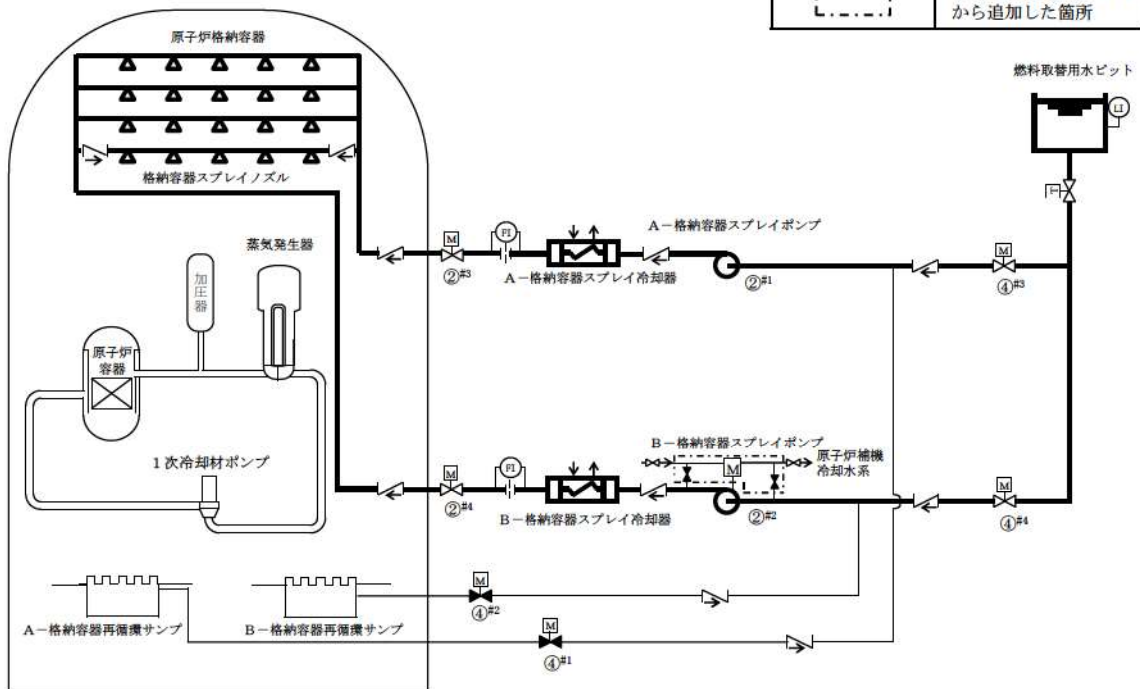 から追加した箇所
原子炉格納容器
燃料取替用水ピット
LI
T
格納容器スプレイノズル
A－格納容器スプレイポンプ
M
FI
M
②#3
A－格納容器スプレイ冷却器
②#1
④#3
蒸気発生器
加圧器
原子炉
容器
1次冷却材ポンプ
B－格納容器スプレイポンプ
原子炉補機
冷却水系
M
FI
M
M
②#4
B－格納容器スプレイ冷却器
②#2
④#4
M
④#2
A－格納容器再循環サンプ
B－格納容器再循環サンプ
M
④#1